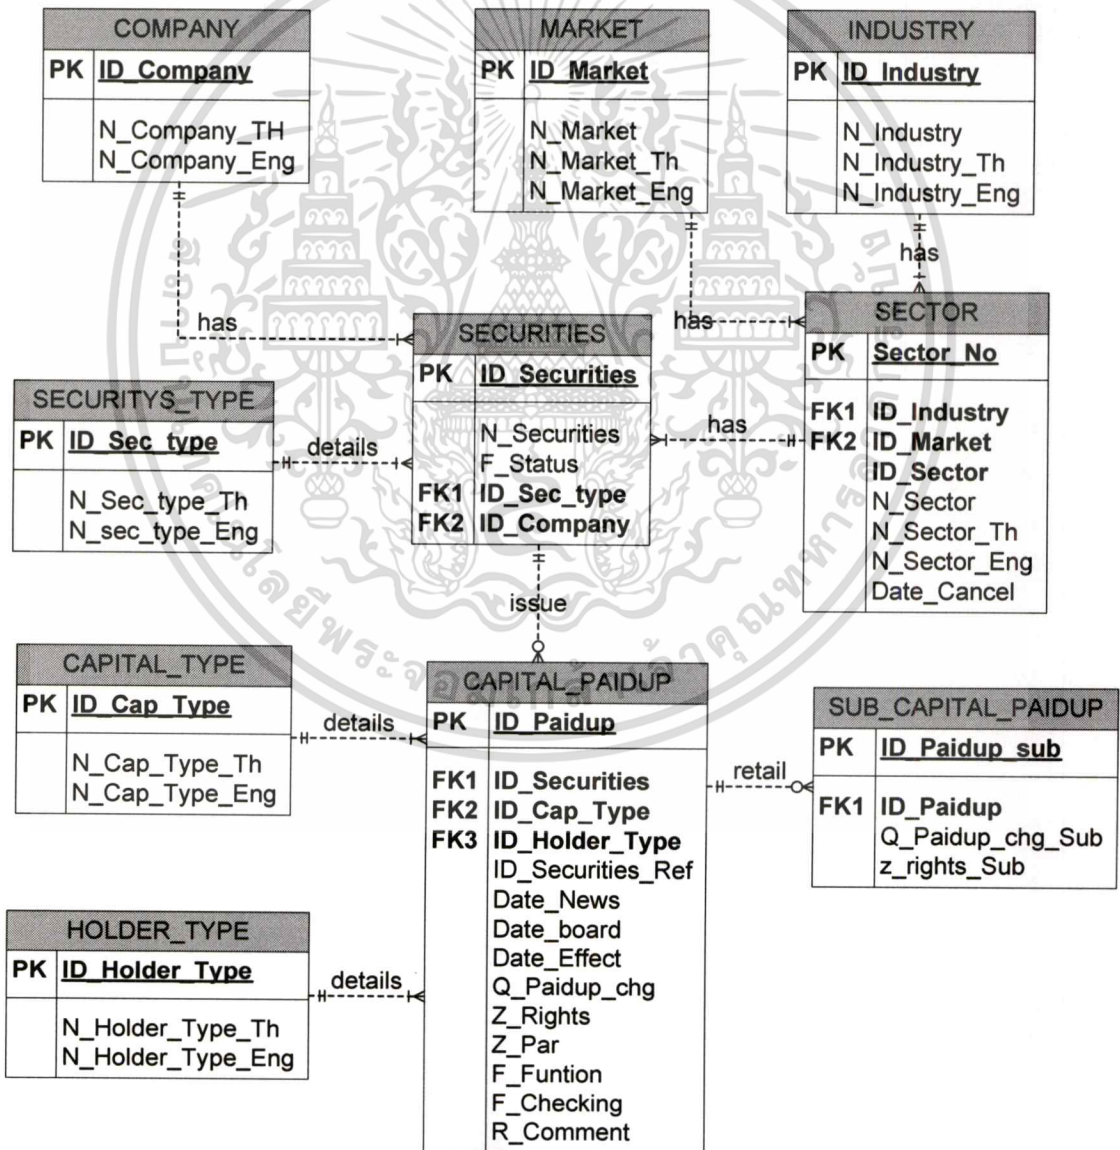 COMPANY
PK ID_Company
N_Company_TH
N_Company_Eng
MARKET
PK ID_Market
N_Market
N_Market_Th
N_Market_Eng
INDUSTRY
PK ID_Industry
N_Industry
N_Industry_Th
N_Industry_Eng
has
has
has
SECURITIES
PK ID_Securities
N_Securities
F_Status
FK1 ID_Sec_type
FK2 ID_Company
SECTOR
PK Sector_No
FK1 ID_Industry
FK2 ID_Market
ID_Sector
N_Sector
N_Sector_Th
N_Sector_Eng
Date_Cancel
SECURITYS_TYPE
PK ID_Sec_type
N_Sec_type_Th
N_sec_type_Eng
details
has
issue
CAPITAL_TYPE
PK ID_Cap_Type
N_Cap_Type_Th
N_Cap_Type_Eng
details
CAPITAL_PAIDUP
PK ID_Paidup
FK1 ID_Securities
FK2 ID_Cap_Type
FK3 ID_Holder_Type
ID_Securities_Ref
Date_News
Date_board
Date_Effect
Q_Paidup_chg
Z_Rights
Z_Par
F_Funtion
F_Checking
R_Comment
retail
SUB_CAPITAL_PAIDUP
PK ID_Paidup_sub
FK1 ID_Paidup
Q_Paidup_chg_Sub
z_rights_Sub
HOLDER_TYPE
PK ID_Holder_Type
N_Holder_Type_Th
N_Holder_Type_Eng
details